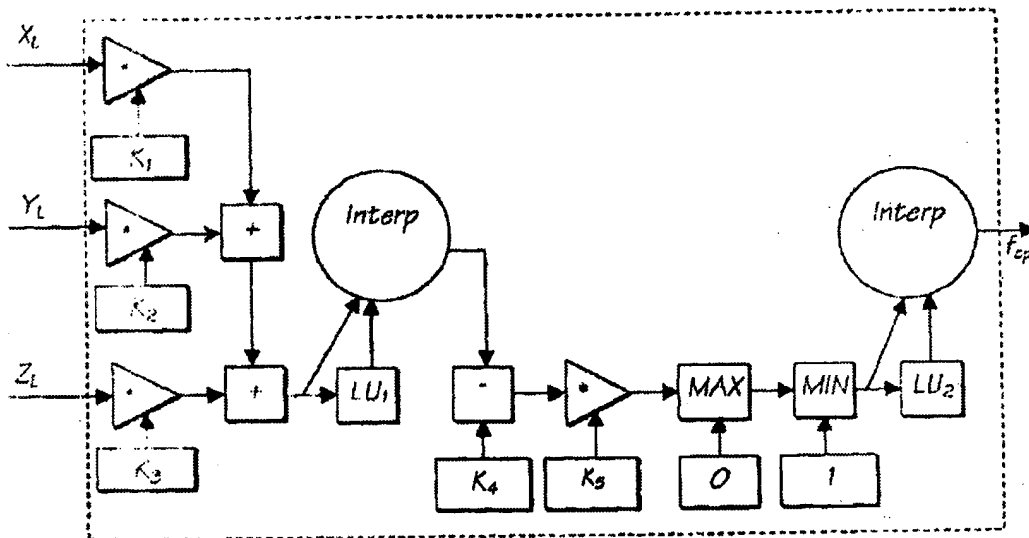 X_L
*
K_1
Y_L
*
+
K_2
Interp
Interp
f_cp
Z_L
*
+
LU_1
-
*
MAX
MIN
LU_2
K_3
K_4
K_5
0
1